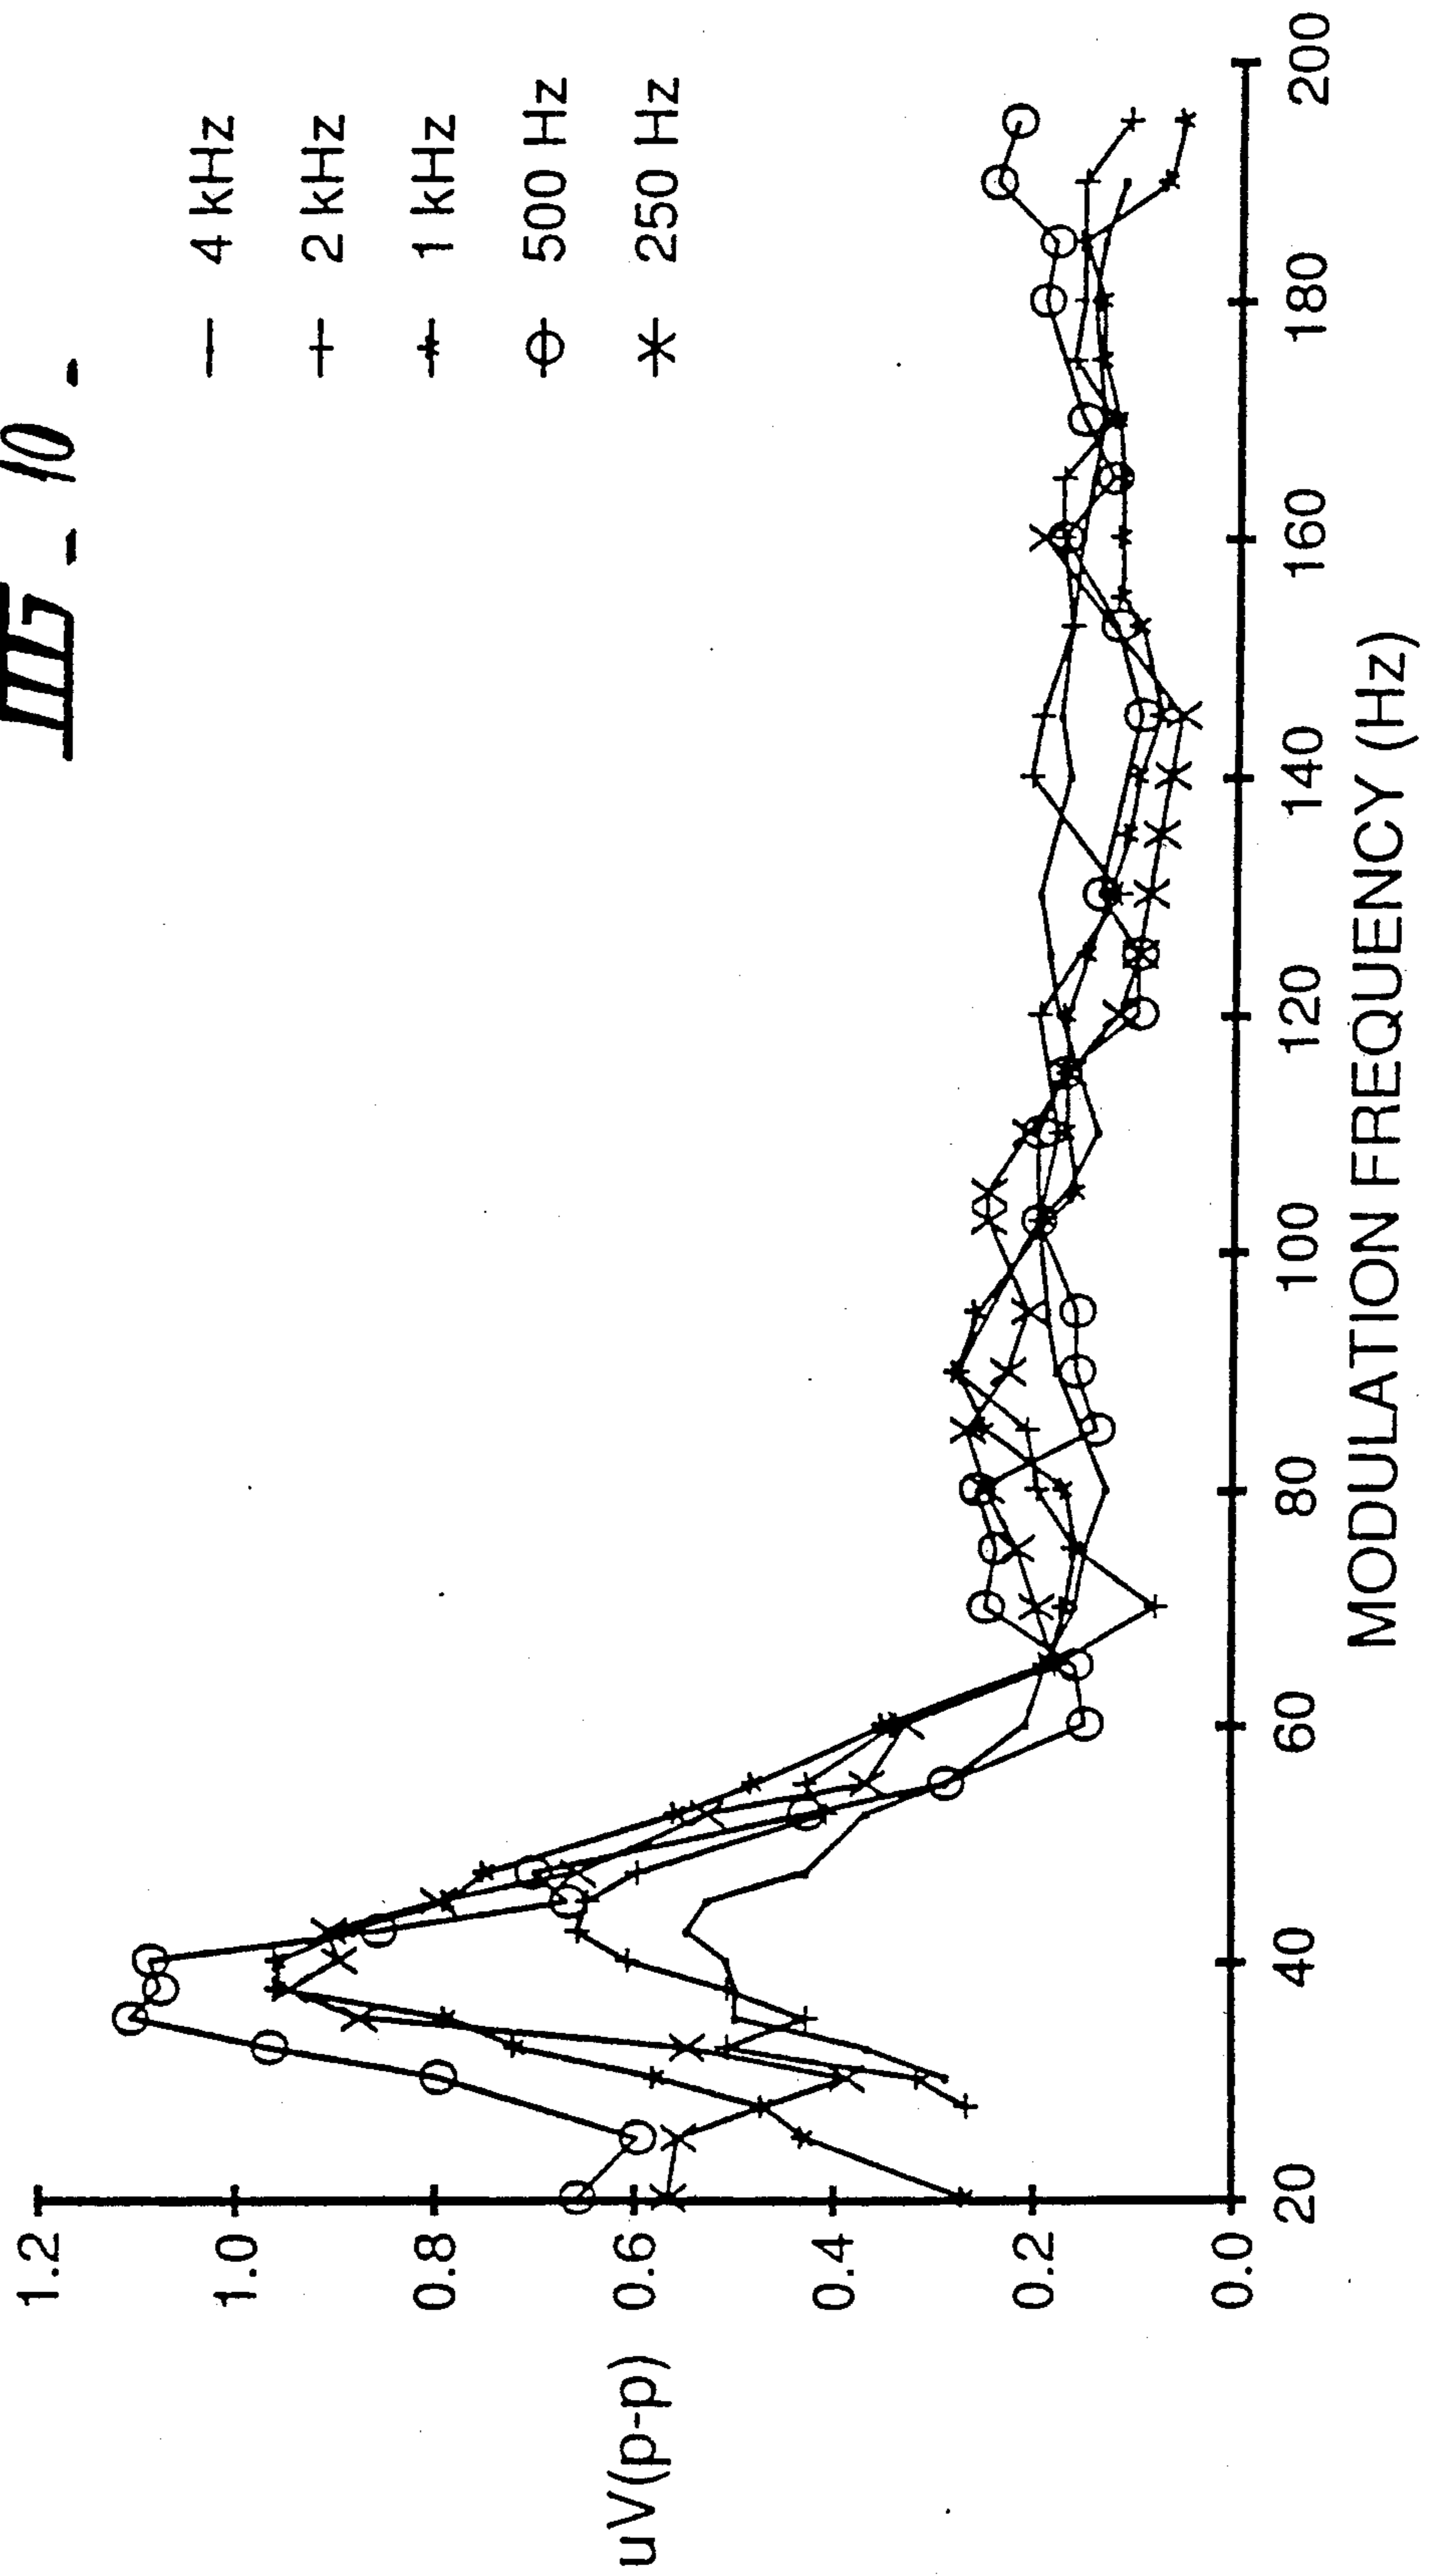 FIG_10_
4 kHz
2 kHz
1 kHz
500 Hz
250 Hz
1.2
1.0
0.8
0.6
0.4
0.2
0.0
uV(p-p)
20
40
60
80
100
120
140
160
180
200
MODULATION FREQUENCY (Hz)